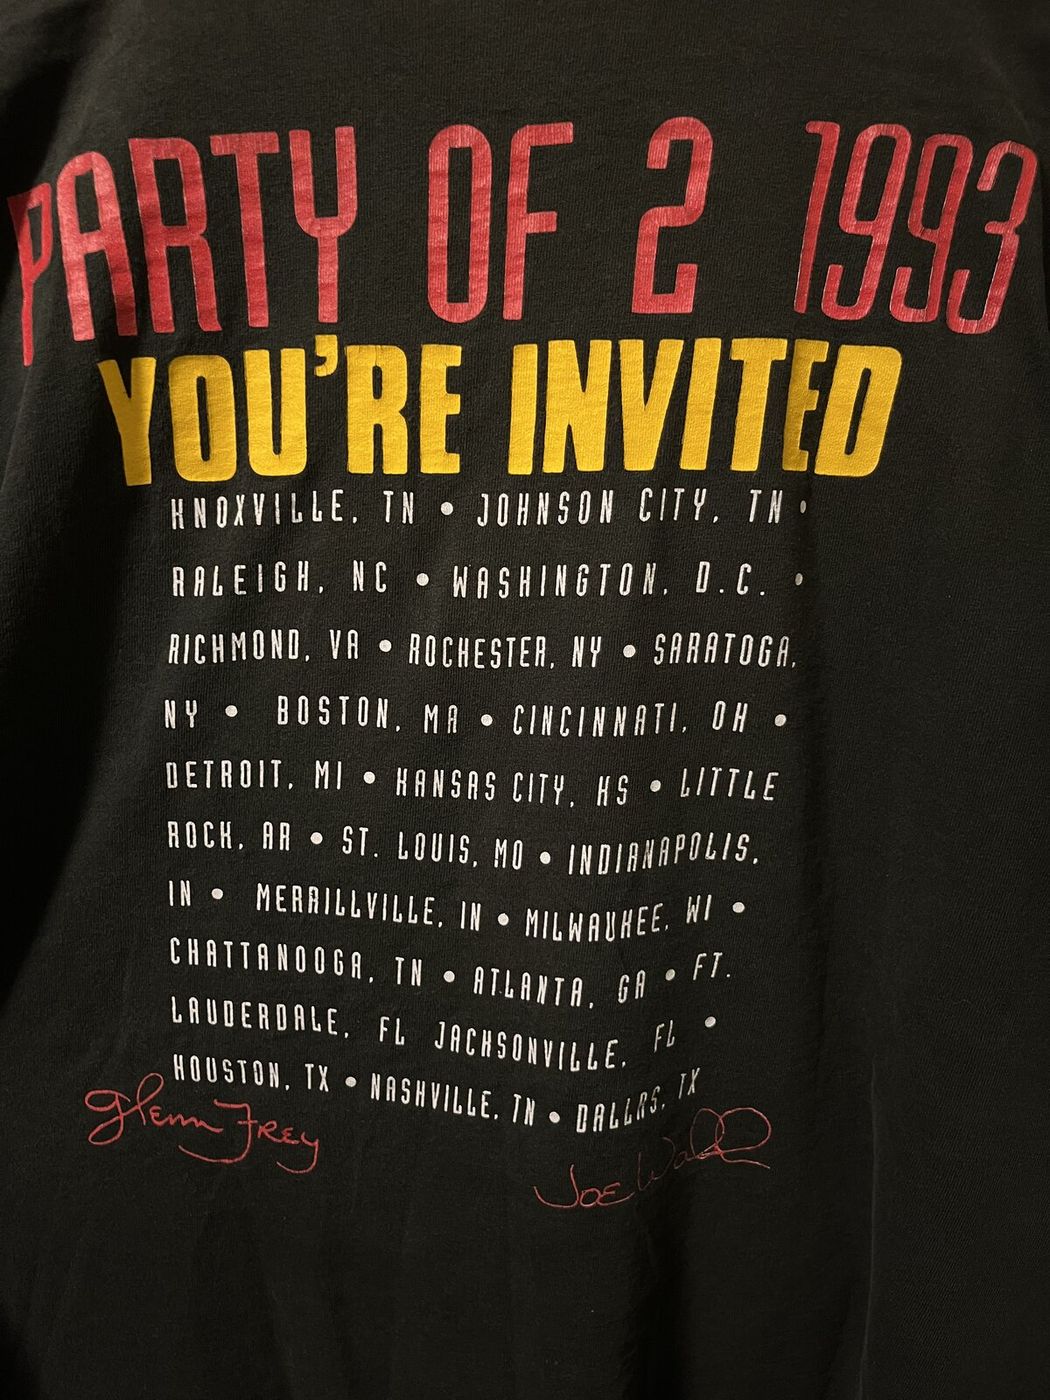 PARTY OF 2 1993
YOU'RE INVITED
KNOXVILLE, TN • JOHNSON CITY, TN •
RALEIGH, NC • WASHINGTON, D.C. •
RICHMOND, VA • ROCHESTER, NY • SARATOGA,
NY • BOSTON, MA • CINCINNATI, OH •
DETROIT, MI • KANSAS CITY, KS • LITTLE
ROCK, AR • ST. LOUIS, MO • INDIANAPOLIS,
IN • MERRILLVILLE, IN • MILWAUKEE, WI •
CHATTANOOGA, TN • ATLANTA, GA • FT.
LAUDERDALE, FL JACKSONVILLE, FL •
HOUSTON, TX • NASHVILLE, TN • DALLAS, TX
Glenn Frey
Joe Walsh